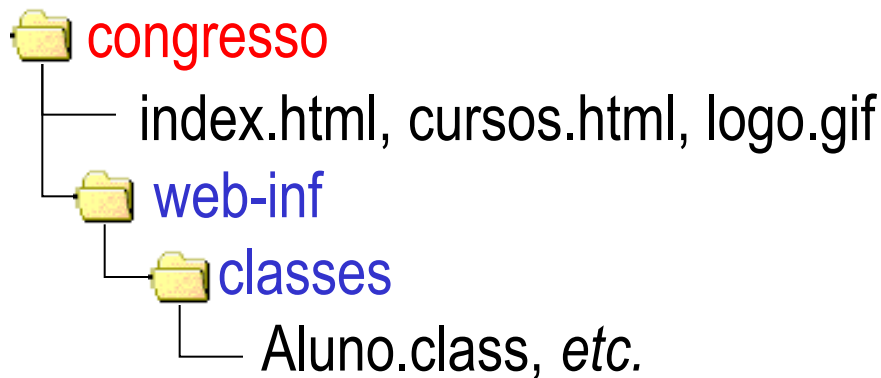 congresso
index.html, cursos.html, logo.gif
web-inf
classes
Aluno.class, etc.